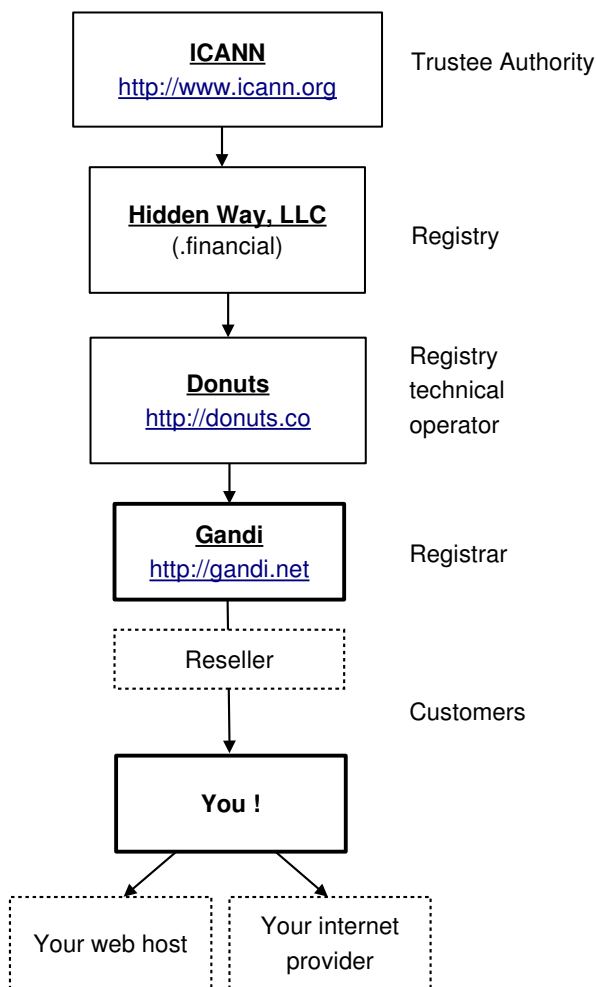 ICANN
http://www.icann.org
Trustee Authority
Hidden Way, LLC
(.financial)
Registry
Donuts
http://donuts.co
Registry
technical
operator
Gandi
http://gandi.net
Registrar
Reseller
Customers
You !
Your web host
Your internet
provider